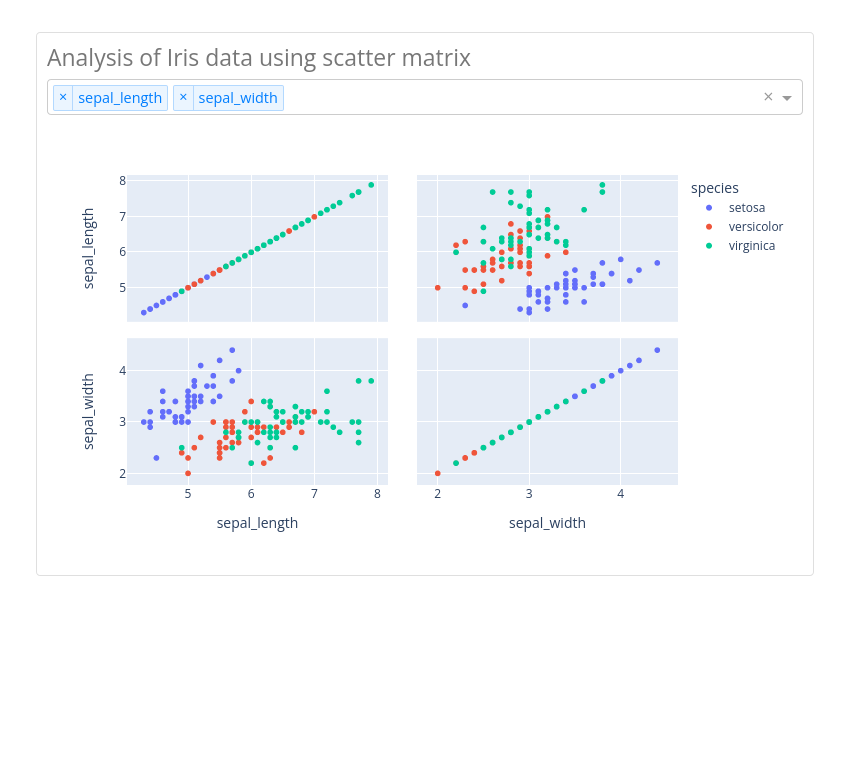 Analysis of Iris data using scatter matrix
× sepal_length × sepal_width ×
sepal_length
8
7
6
5
species
setosa
versicolor
virginica
sepal_width
4
3
2
5 6 7 8
2 3 4
sepal_length
sepal_width